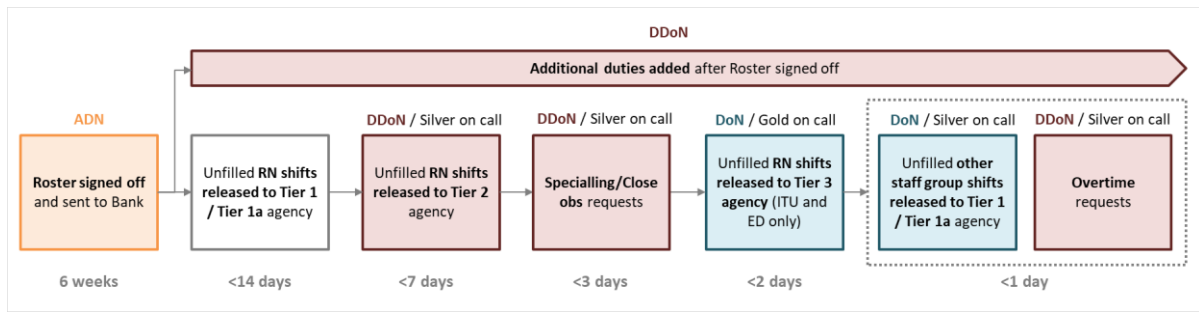 DDoN
Additional duties added after Roster signed off
ADN
Roster signed off
and sent to Bank
6 weeks
Unfilled RN shifts
released to Tier 1
/ Tier 1a agency
<14 days
DDoN / Silver on call
Unfilled RN shifts
released to Tier 2
agency
<7 days
DDoN / Silver on call
Specialling/Close
obs requests
<3 days
DoN / Gold on call
Unfilled RN shifts
released to Tier 3
agency (ITU and
ED only)
<2 days
DoN / Silver on call
Unfilled other
staff group shifts
released to Tier 1
/ Tier 1a agency
DDoN / Silver on call
Overtime
requests
<1 day